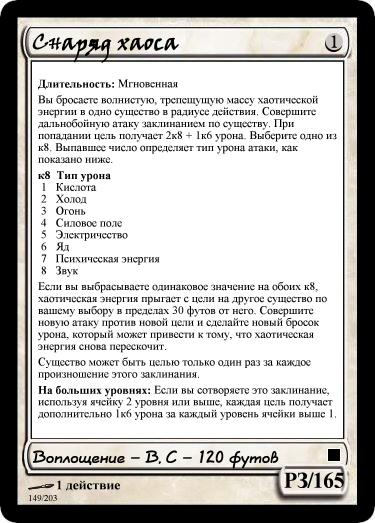 Снаряд хаоса
1
Длительность: Мгновенная
Вы бросаете волнистую, трепещущую массу хаотической
энергии в одно существо в радиусе действия. Совершите
дальнобойную атаку заклинанием по существу. При
попадании цель получает 2к8 + 1к6 урона. Выберите одно из
к8. Выпавшее число определяет тип урона атаки, как
показано ниже.
к8 Тип урона
1 Кислота
2 Холод
3 Огонь
4 Силовое поле
5 Электричество
6 Яд
7 Психическая энергия
8 Звук
Если вы выбрасываете одинаковое значение на обоих к8,
хаотическая энергия прыгает с цели на другое существо по
вашему выбору в пределах 30 футов от него. Совершите
новую атаку против новой цели и сделайте новый бросок
урона, который может привести к тому, что хаотическая
энергия снова перескочит.
Существо может быть целью только один раз за каждое
произношение этого заклинания.
На больших уровнях: Если вы сотворяете это заклинание,
используя ячейку 2 уровня или выше, каждая цель получает
дополнительно 1к6 урона за каждый уровень ячейки выше 1.
Воплощение – В, С – 120 футов
1 действие
P3/165
149/203